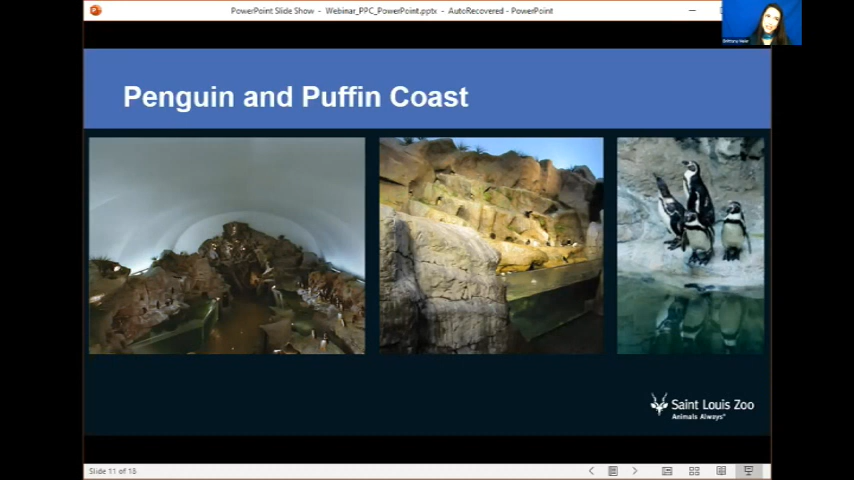 PowerPoint Slide Show - Webinar_PPC_PowerPoint.pptx - AutoRecovered - PowerPoint
Penguin and Puffin Coast
Saint Louis Zoo
Animals Always®
Slide 11 of 18